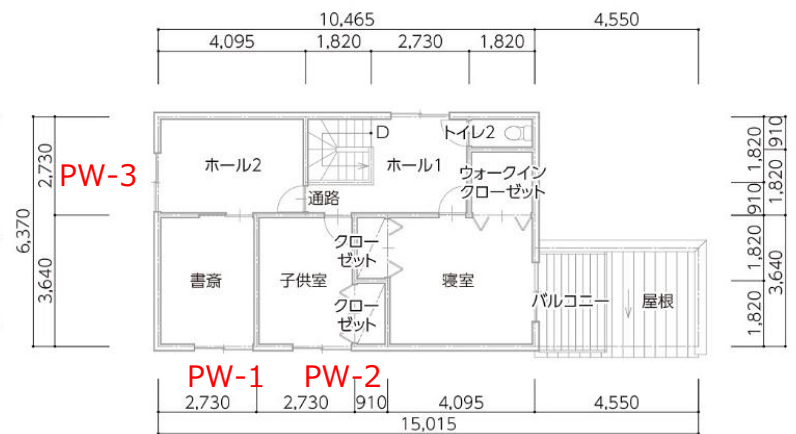 10,465
4,550
4,095
1,820
2,730
1,820
6,370
2,730
3,640
PW-3
ホール2
D
ホール1
トイレ2
ウォークイン
クローゼット
通路
クロー
ゼット
書斎
子供室
寝室
クロー
ゼット
バルコニー
屋根
1,820
910
910
1,820
1,820
1,820
3,640
PW-1
PW-2
2,730
2,730
910
4,095
4,550
15,015